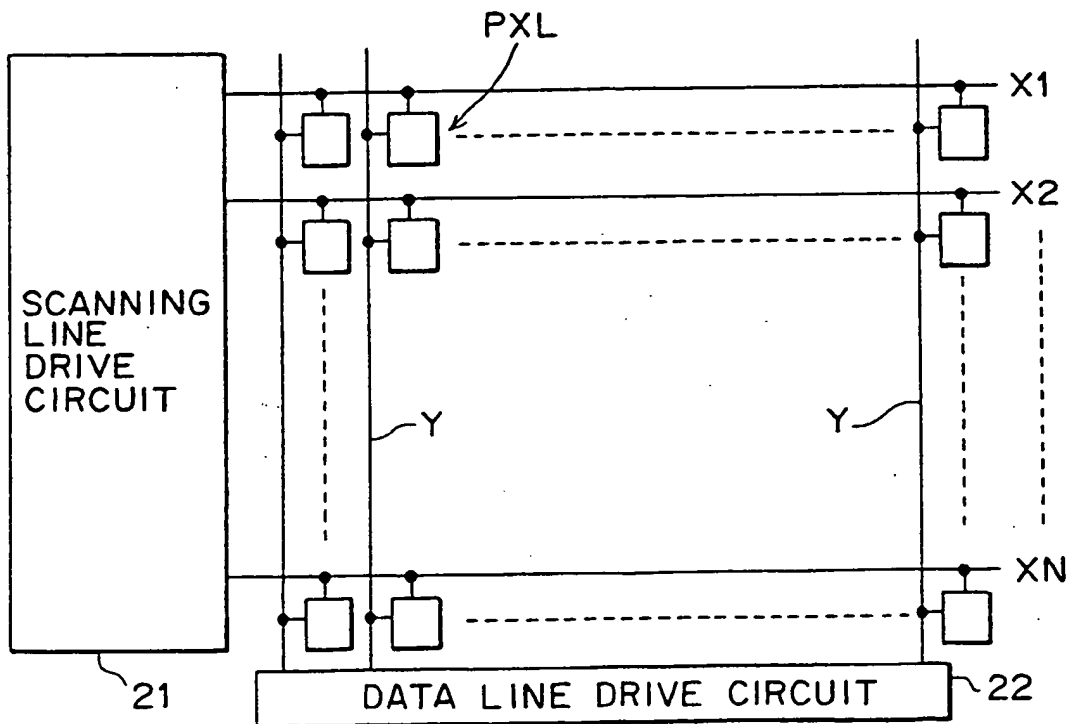 PXL
X1
X2
SCANNING
LINE
DRIVE
CIRCUIT
Y
Y
XN
21
DATA LINE DRIVE CIRCUIT
22